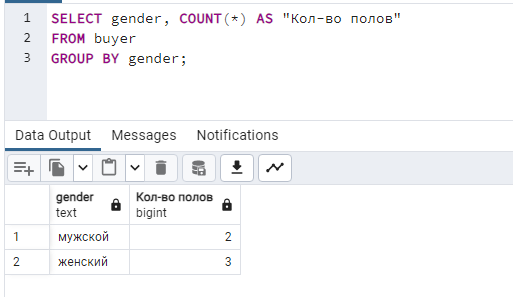 1 SELECT gender, COUNT(*) AS "Кол-во полов"
2 FROM buyer
3 GROUP BY gender;
Data Output Messages Notifications
gender Кол-во полов
text bigint
1 мужской 2
2 женский 3